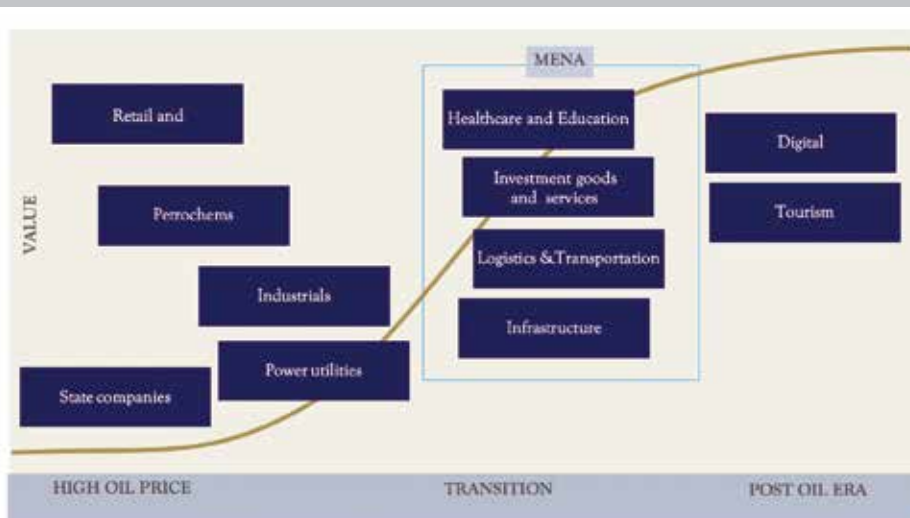 MENA
Retail and
Healthcare and Education
Digital
Investment goods
and services
Petrochems
Tourism
VALUE
Logistics &Transportation
Industrials
Infrastructure
Power utilities
State companies
HIGH OIL PRICE
TRANSITION
POST OIL ERA